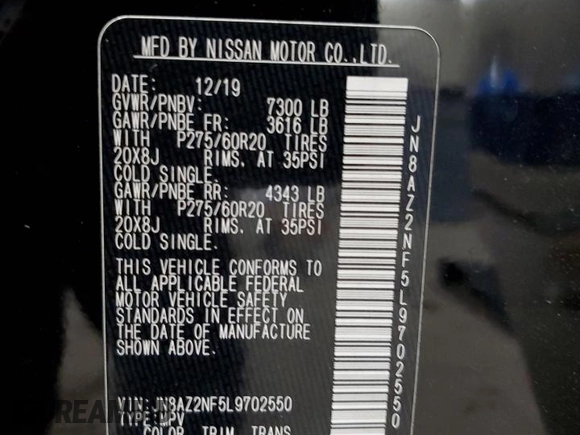 MFD BY NISSAN MOTOR CO.,LTD.
DATE: 12/19
GVWR/PNBV: 7300 LB
GAWR/PNBE FR: 3616 LB
WITH P275/60R20 TIRES
20X8J RIMS. AT 35PSI
COLD SINGLE.
GAWR/PNBE RR: 4343 LB
WITH P275/60R20 TIRES
20X8J RIMS. AT 35PSI
COLD SINGLE.
THIS VEHICLE CONFORMS TO
ALL APPLICABLE FEDERAL
MOTOR VEHICLE SAFETY
STANDARDS IN EFFECT ON
THE DATE OF MANUFACTURE
SHOWN ABOVE.
VIN: JN8AZ2NF5L9702550
TYPE:MPV
COLOR TRIM TRANS
JN8AZ2NF5L9702550